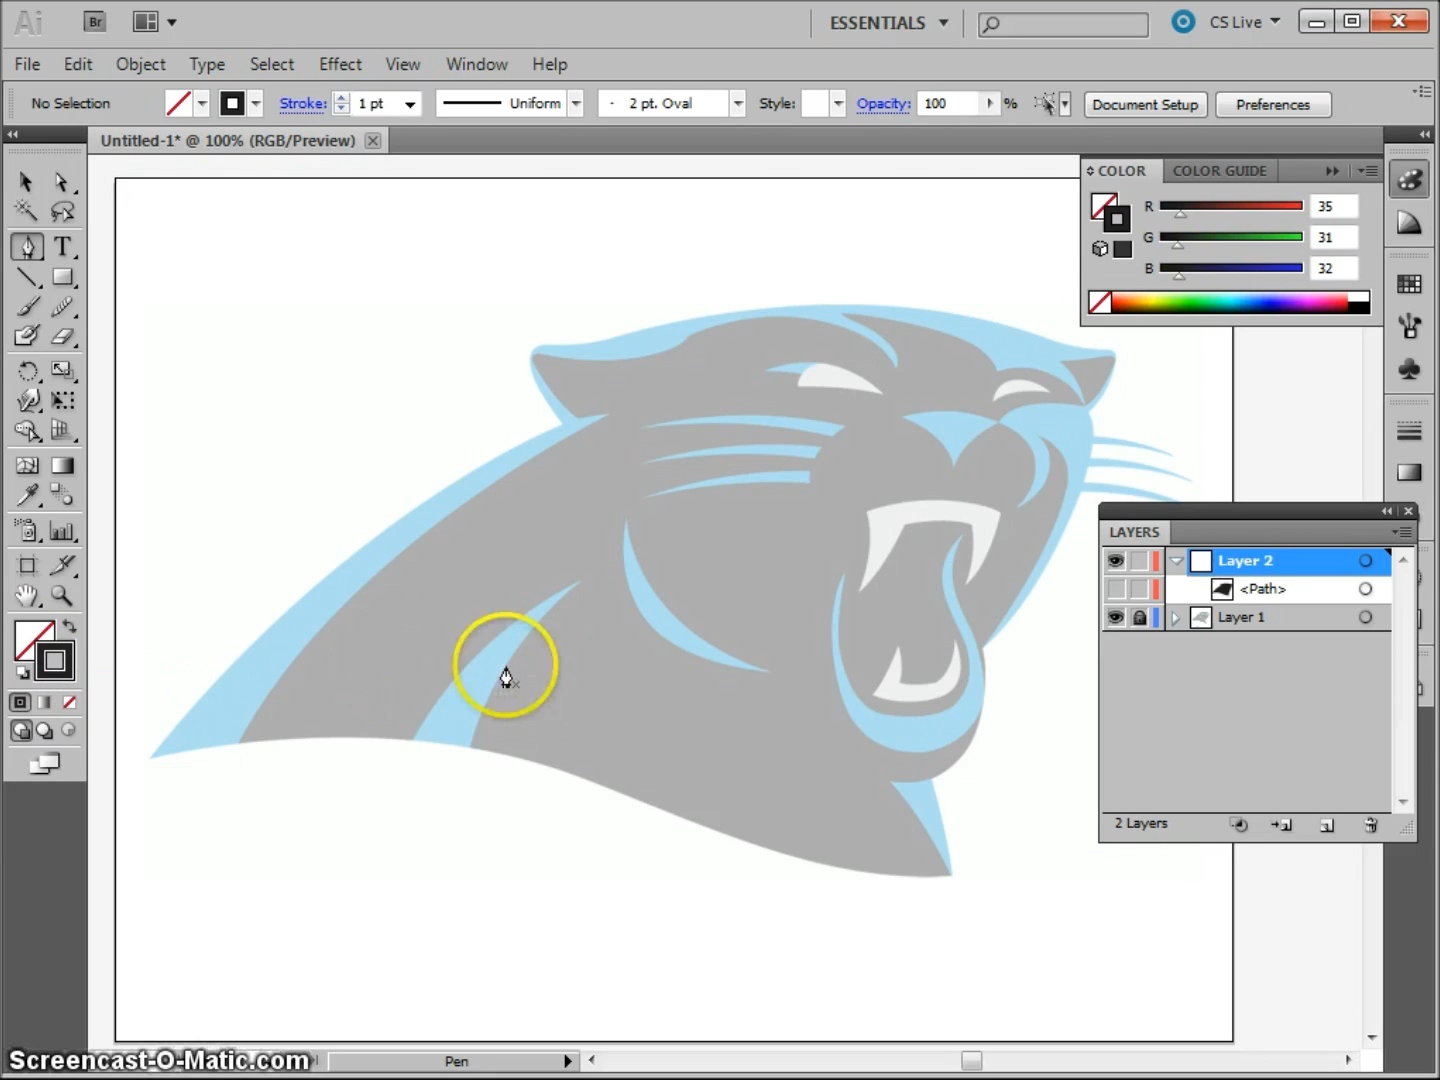 Ai Br ESSENTIALS CS Live
File Edit Object Type Select Effect View Window Help
No Selection Stroke: 1 pt Uniform 2 pt. Oval Style: Opacity: 100 % Document Setup Preferences
Untitled-1* @ 100% (RGB/Preview)
COLOR COLOR GUIDE
R 35
G 31
B 32
T
LAYERS
Layer 2
<Path>
Layer 1
2 Layers
Pen
Screencast-O-Matic.com